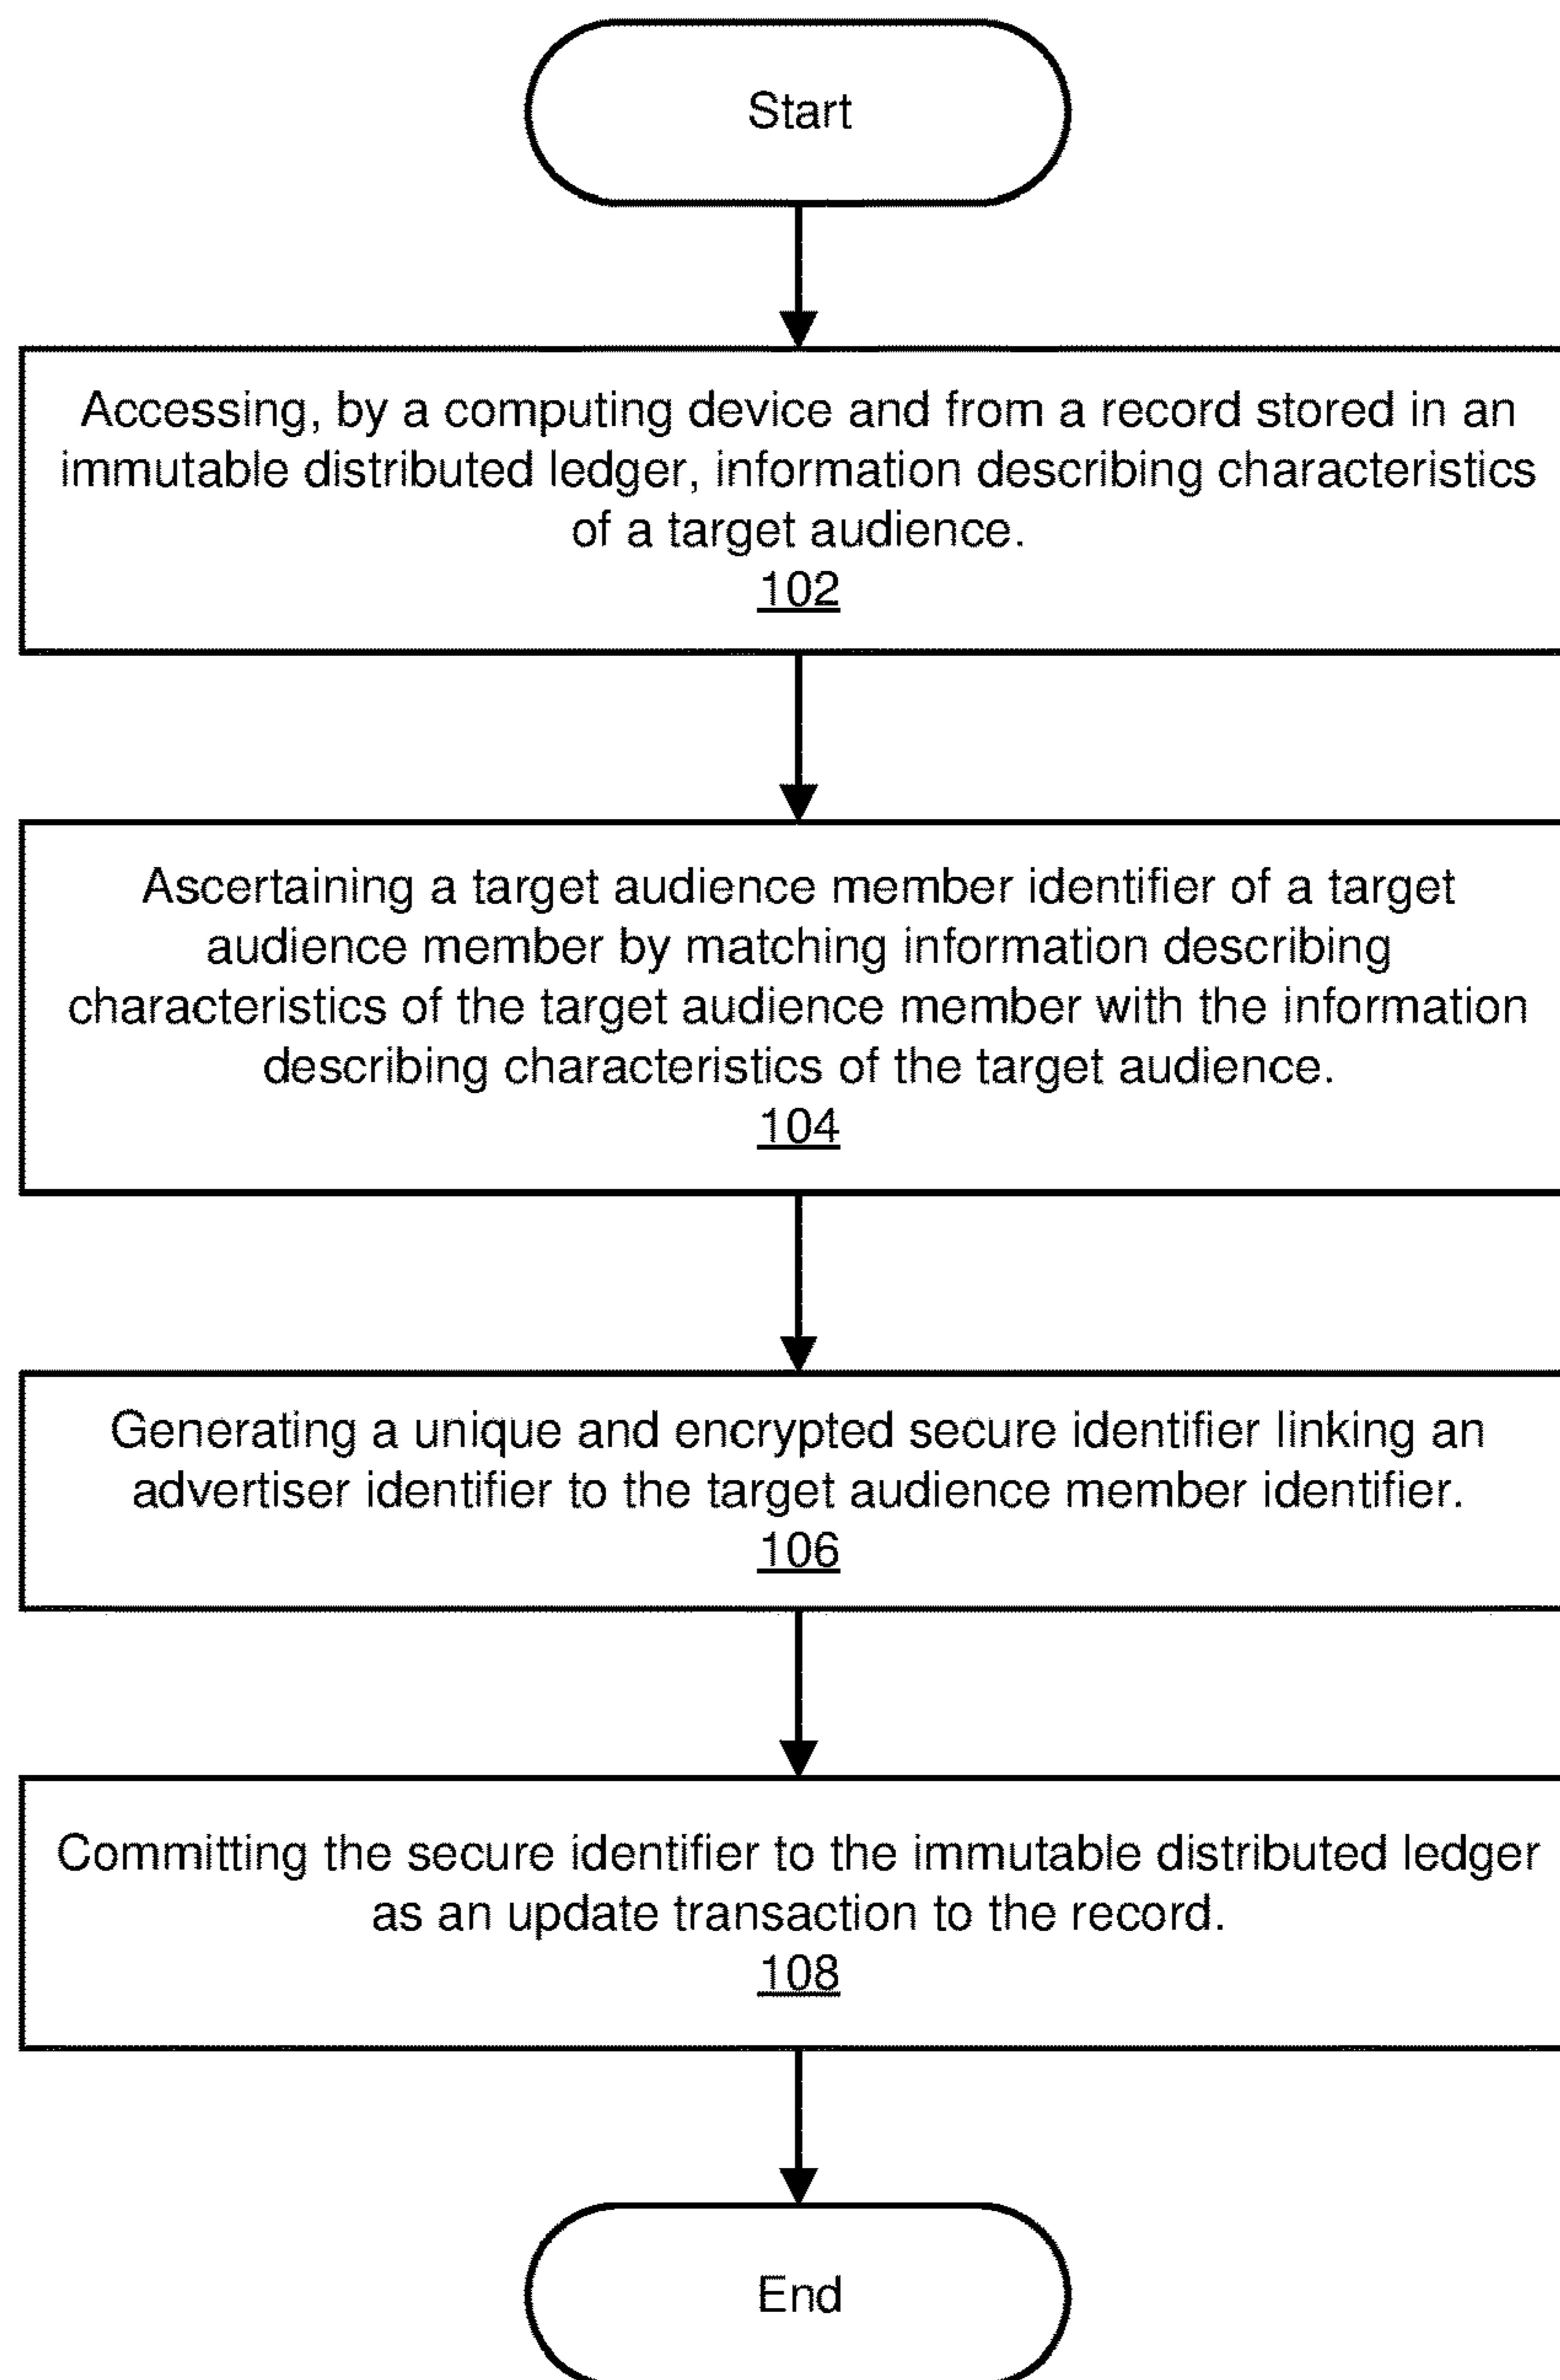 Start
Accessing, by a computing device and from a record stored in an
immutable distributed ledger, information describing characteristics
of a target audience.
102
Ascertaining a target audience member identifier of a target
audience member by matching information describing
characteristics of the target audience member with the information
describing characteristics of the target audience.
104
Generating a unique and encrypted secure identifier linking an
advertiser identifier to the target audience member identifier.
106
Committing the secure identifier to the immutable distributed ledger
as an update transaction to the record.
108
End